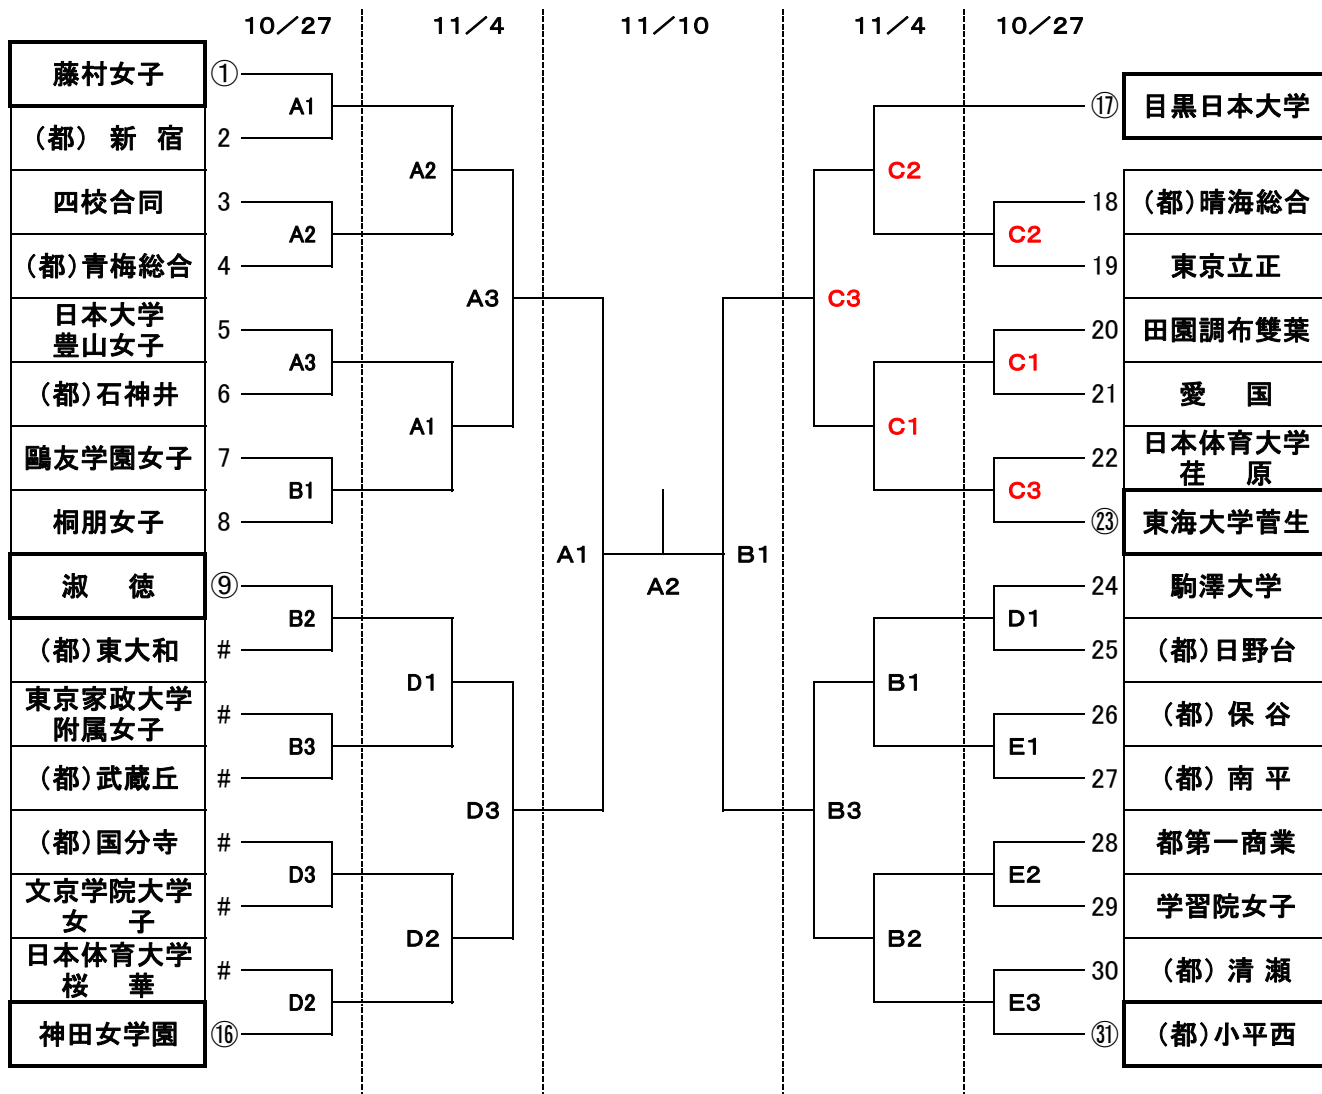 10／27 11／4 11／10 11／4 10／27
藤村女子 ①
A1
（都） 新 宿 2
A2
四校合同 3
A2
（都）青梅総合 4
A3
日本大学
豊山女子 5
A3
（都）石神井 6
A1
鷗友学園女子 7
B1
桐朋女子 8
A1
淑 徳 ⑨
B2
（都）東大和 #
D1
東京家政大学
附属女子 #
B3
（都）武蔵丘 #
D3
（都）国分寺 #
D3
文京学院大学
女 子 #
D2
日本体育大学
桜 華 #
D2
神田女学園 ⑯
A2
⑰ 目黒日本大学
C2
18 （都）晴海総合
C2
19 東京立正
C3
20 田園調布雙葉
C1
21 愛 国
C1
22 日本体育大学
荏 原
C3
㉓ 東海大学菅生
B1
24 駒澤大学
D1
25 （都）日野台
B1
26 （都） 保 谷
E1
27 （都） 南 平
B3
28 都第一商業
E2
29 学習院女子
B2
30 （都） 清 瀬
E3
㉛ （都）小平西